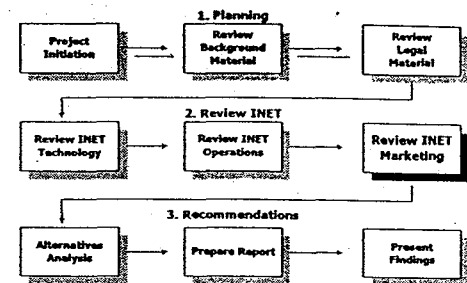 1. Planning
Project
Initiation
Review
Background
Material
Review
Legal
Material
2. Review INET
Review INET
Technology
Review INET
Operations
Review INET
Marketing
3. Recommendations
Alternatives
Analysis
Prepare Report
Present
Findings